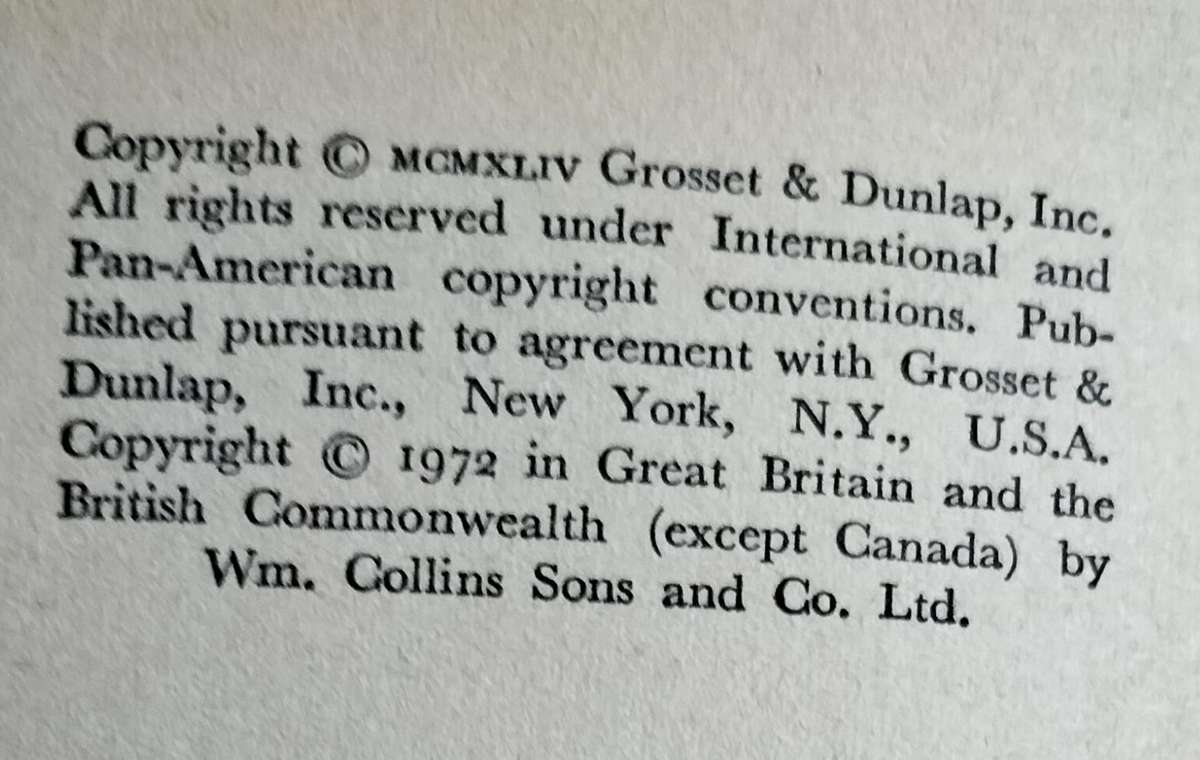 Copyright © MCMXLIV Grosset & Dunlap, Inc.
All rights reserved under International and
Pan-American copyright conventions. Pub-
lished pursuant to agreement with Grosset &
Dunlap, Inc., New York, N.Y., U.S.A.
Copyright © 1972 in Great Britain and the
British Commonwealth (except Canada) by
Wm. Collins Sons and Co. Ltd.